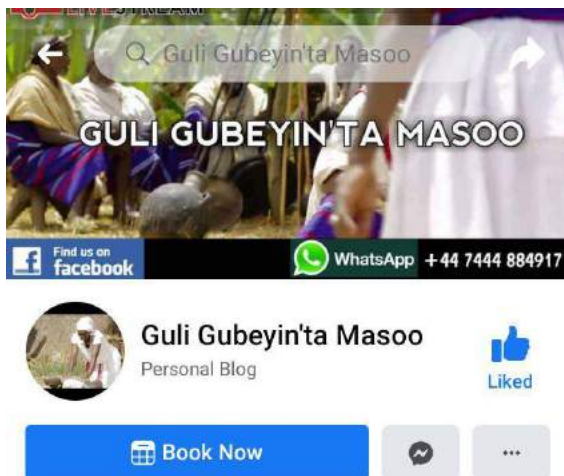 LIVESTREAM
Guli Gubeyin'ta Masoo
GULI GUBEYIN'TA MASOO
Find us on
facebook
WhatsApp +44 7444 884917
Guli Gubeyin'ta Masoo
Personal Blog
Liked
Book Now